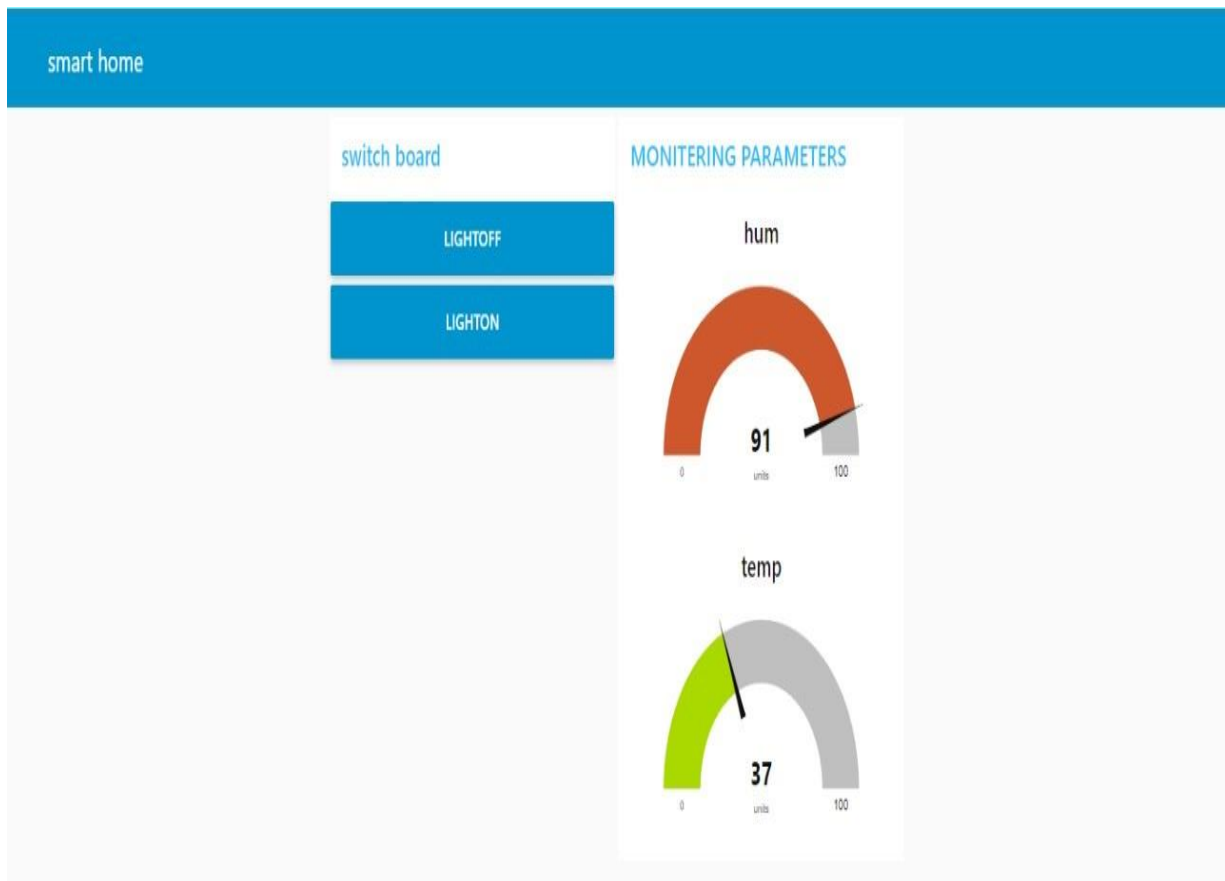 smart home
switch board
LIGHTOFF
LIGHTON
MONITERING PARAMETERS
hum
91
0 units 100
temp
37
0 units 100